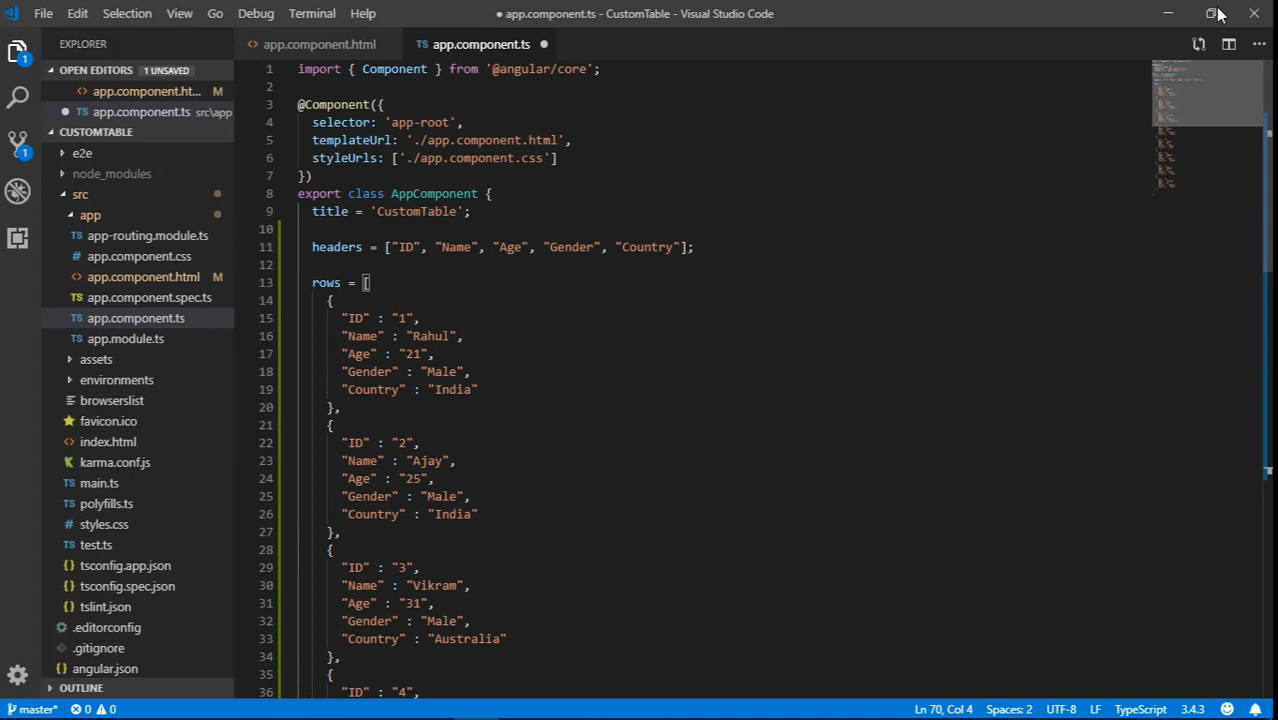 File Edit Selection View Go Debug Terminal Help
● app.component.ts - CustomTable - Visual Studio Code
EXPLORER
app.component.html
TS app.component.ts
OPEN EDITORS 1 UNSAVED
app.component.ht... M
TS app.component.ts src\app
CUSTOMTABLE
e2e
node_modules
src
app
TS app-routing.module.ts
# app.component.css
app.component.html M
TS app.component.spec.ts
TS app.component.ts
TS app.module.ts
assets
environments
browserslist
favicon.ico
index.html
karma.conf.js
TS main.ts
TS polyfills.ts
# styles.css
TS test.ts
{} tsconfig.app.json
{} tsconfig.spec.json
{} tslint.json
.editorconfig
.gitignore
angular.json
OUTLINE
1
1
1 import { Component } from '@angular/core';
2
3 @Component({
4 selector: 'app-root',
5 templateUrl: './app.component.html',
6 styleUrls: ['./app.component.css']
7 })
8 export class AppComponent {
9 title = 'CustomTable';
10
11 headers = ["ID", "Name", "Age", "Gender", "Country"];
12
13 rows = [
14 {
15 "ID" : "1",
16 "Name" : "Rahul",
17 "Age" : "21",
18 "Gender" : "Male",
19 "Country" : "India"
20 },
21 {
22 "ID" : "2",
23 "Name" : "Ajay",
24 "Age" : "25",
25 "Gender" : "Male",
26 "Country" : "India"
27 },
28 {
29 "ID" : "3",
30 "Name" : "Vikram",
31 "Age" : "31",
32 "Gender" : "Male",
33 "Country" : "Australia"
34 },
35 {
36 "ID" : "4",
master* 0 0
Ln 70, Col 4 Spaces: 2 UTF-8 LF TypeScript 3.4.3